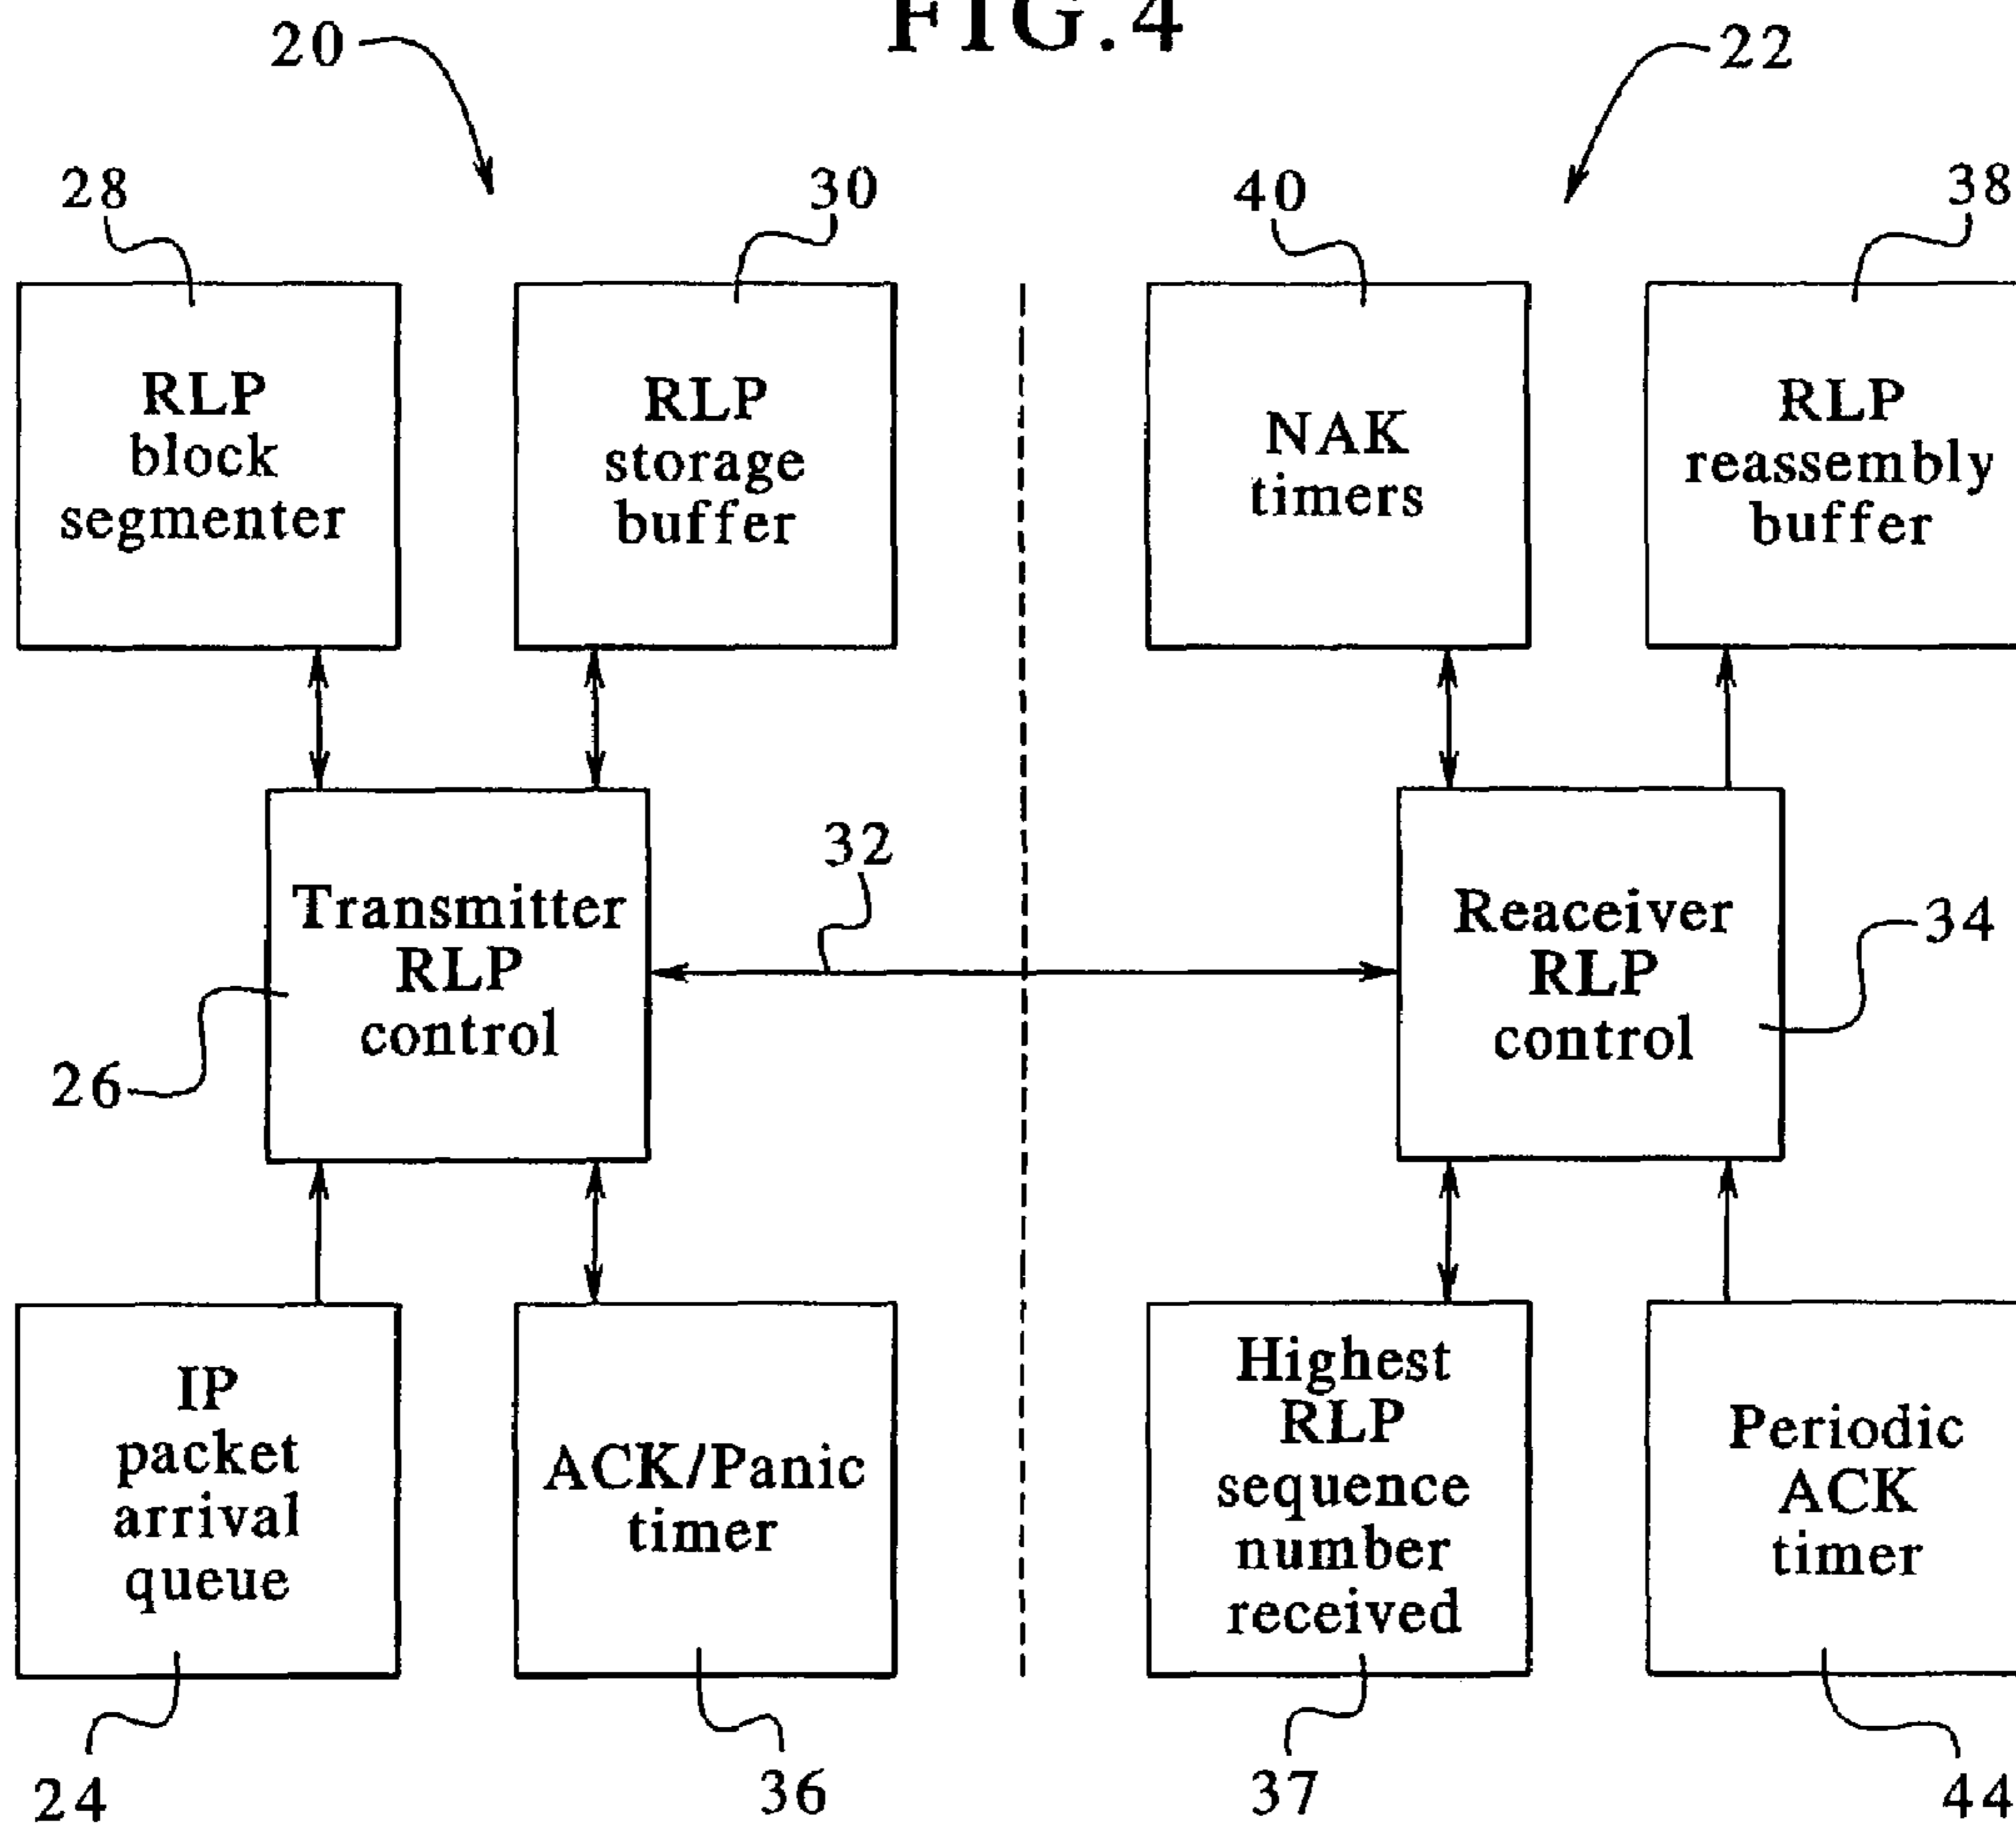 FIG.4
20
22
28
30
40
38
RLP
block
segmenter
RLP
storage
buffer
NAK
timers
RLP
reassembly
buffer
32
Transmitter
RLP
control
Reaceiver
RLP
control
34
26
IP
packet
arrival
queue
ACK/Panic
timer
Highest
RLP
sequence
number
received
Periodic
ACK
timer
24
36
37
44